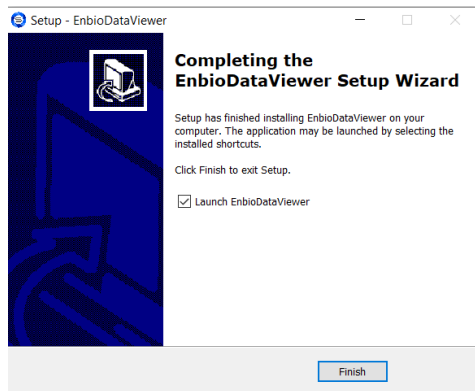 Setup - EnbioDataViewer
Completing the
EnbioDataViewer Setup Wizard
Setup has finished installing EnbioDataViewer on your
computer. The application may be launched by selecting the
installed shortcuts.
Click Finish to exit Setup.
Launch EnbioDataViewer
Finish